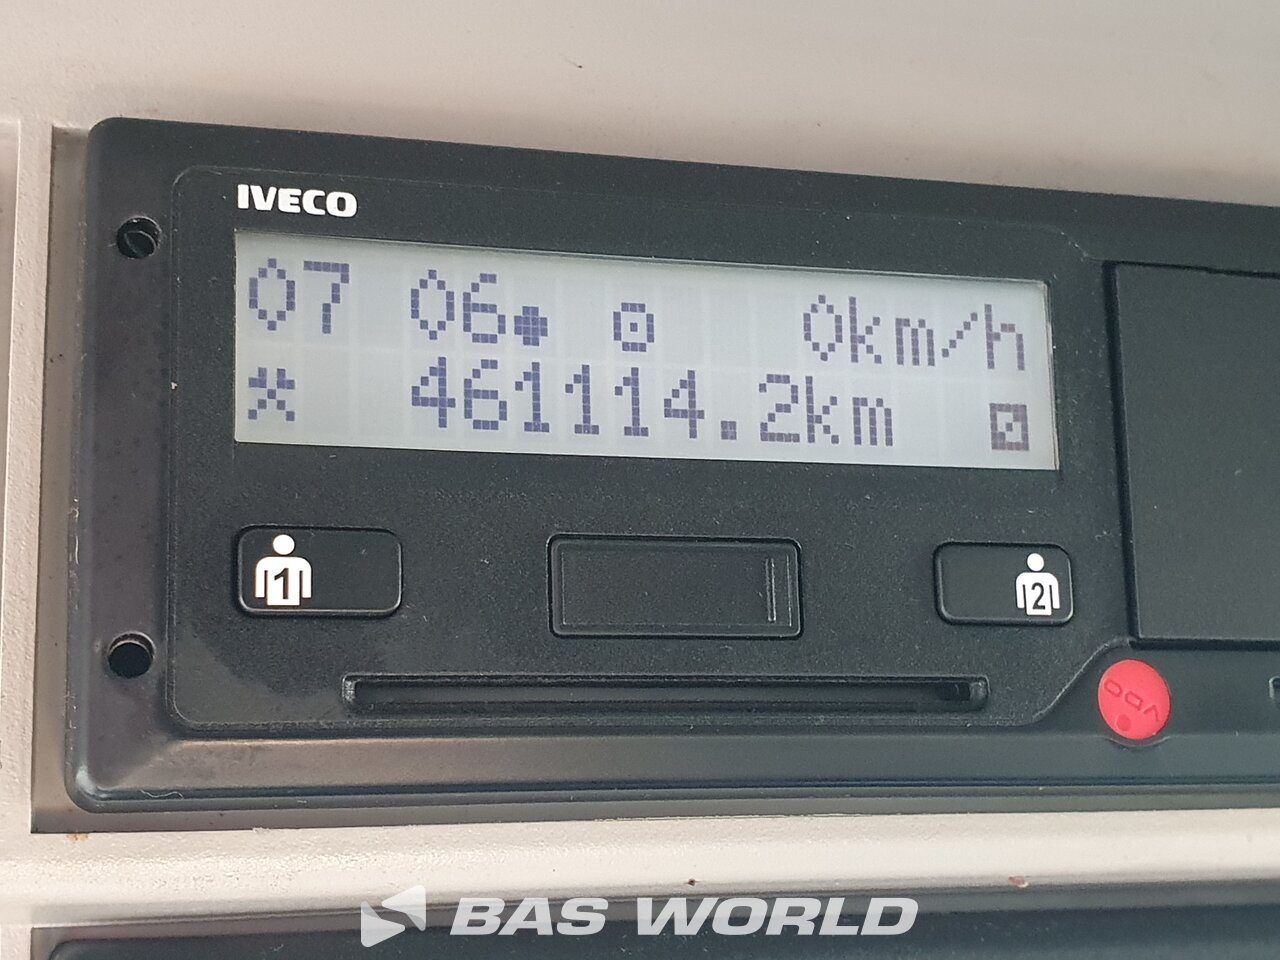 IVECO
07 06 0km/h
461114.2km
1
2
VDO
BAS WORLD